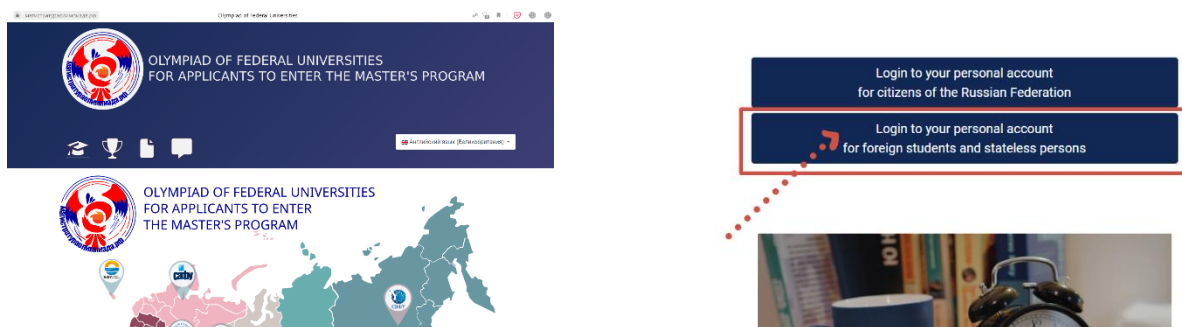 Olympiad of Federal Universities
OLYMPIAD OF FEDERAL UNIVERSITIES
FOR APPLICANTS TO ENTER THE MASTER'S PROGRAM
Английский язык (Великобритания)
OLYMPIAD OF FEDERAL UNIVERSITIES
FOR APPLICANTS TO ENTER
THE MASTER'S PROGRAM
Login to your personal account
for citizens of the Russian Federation
Login to your personal account
for foreign students and stateless persons